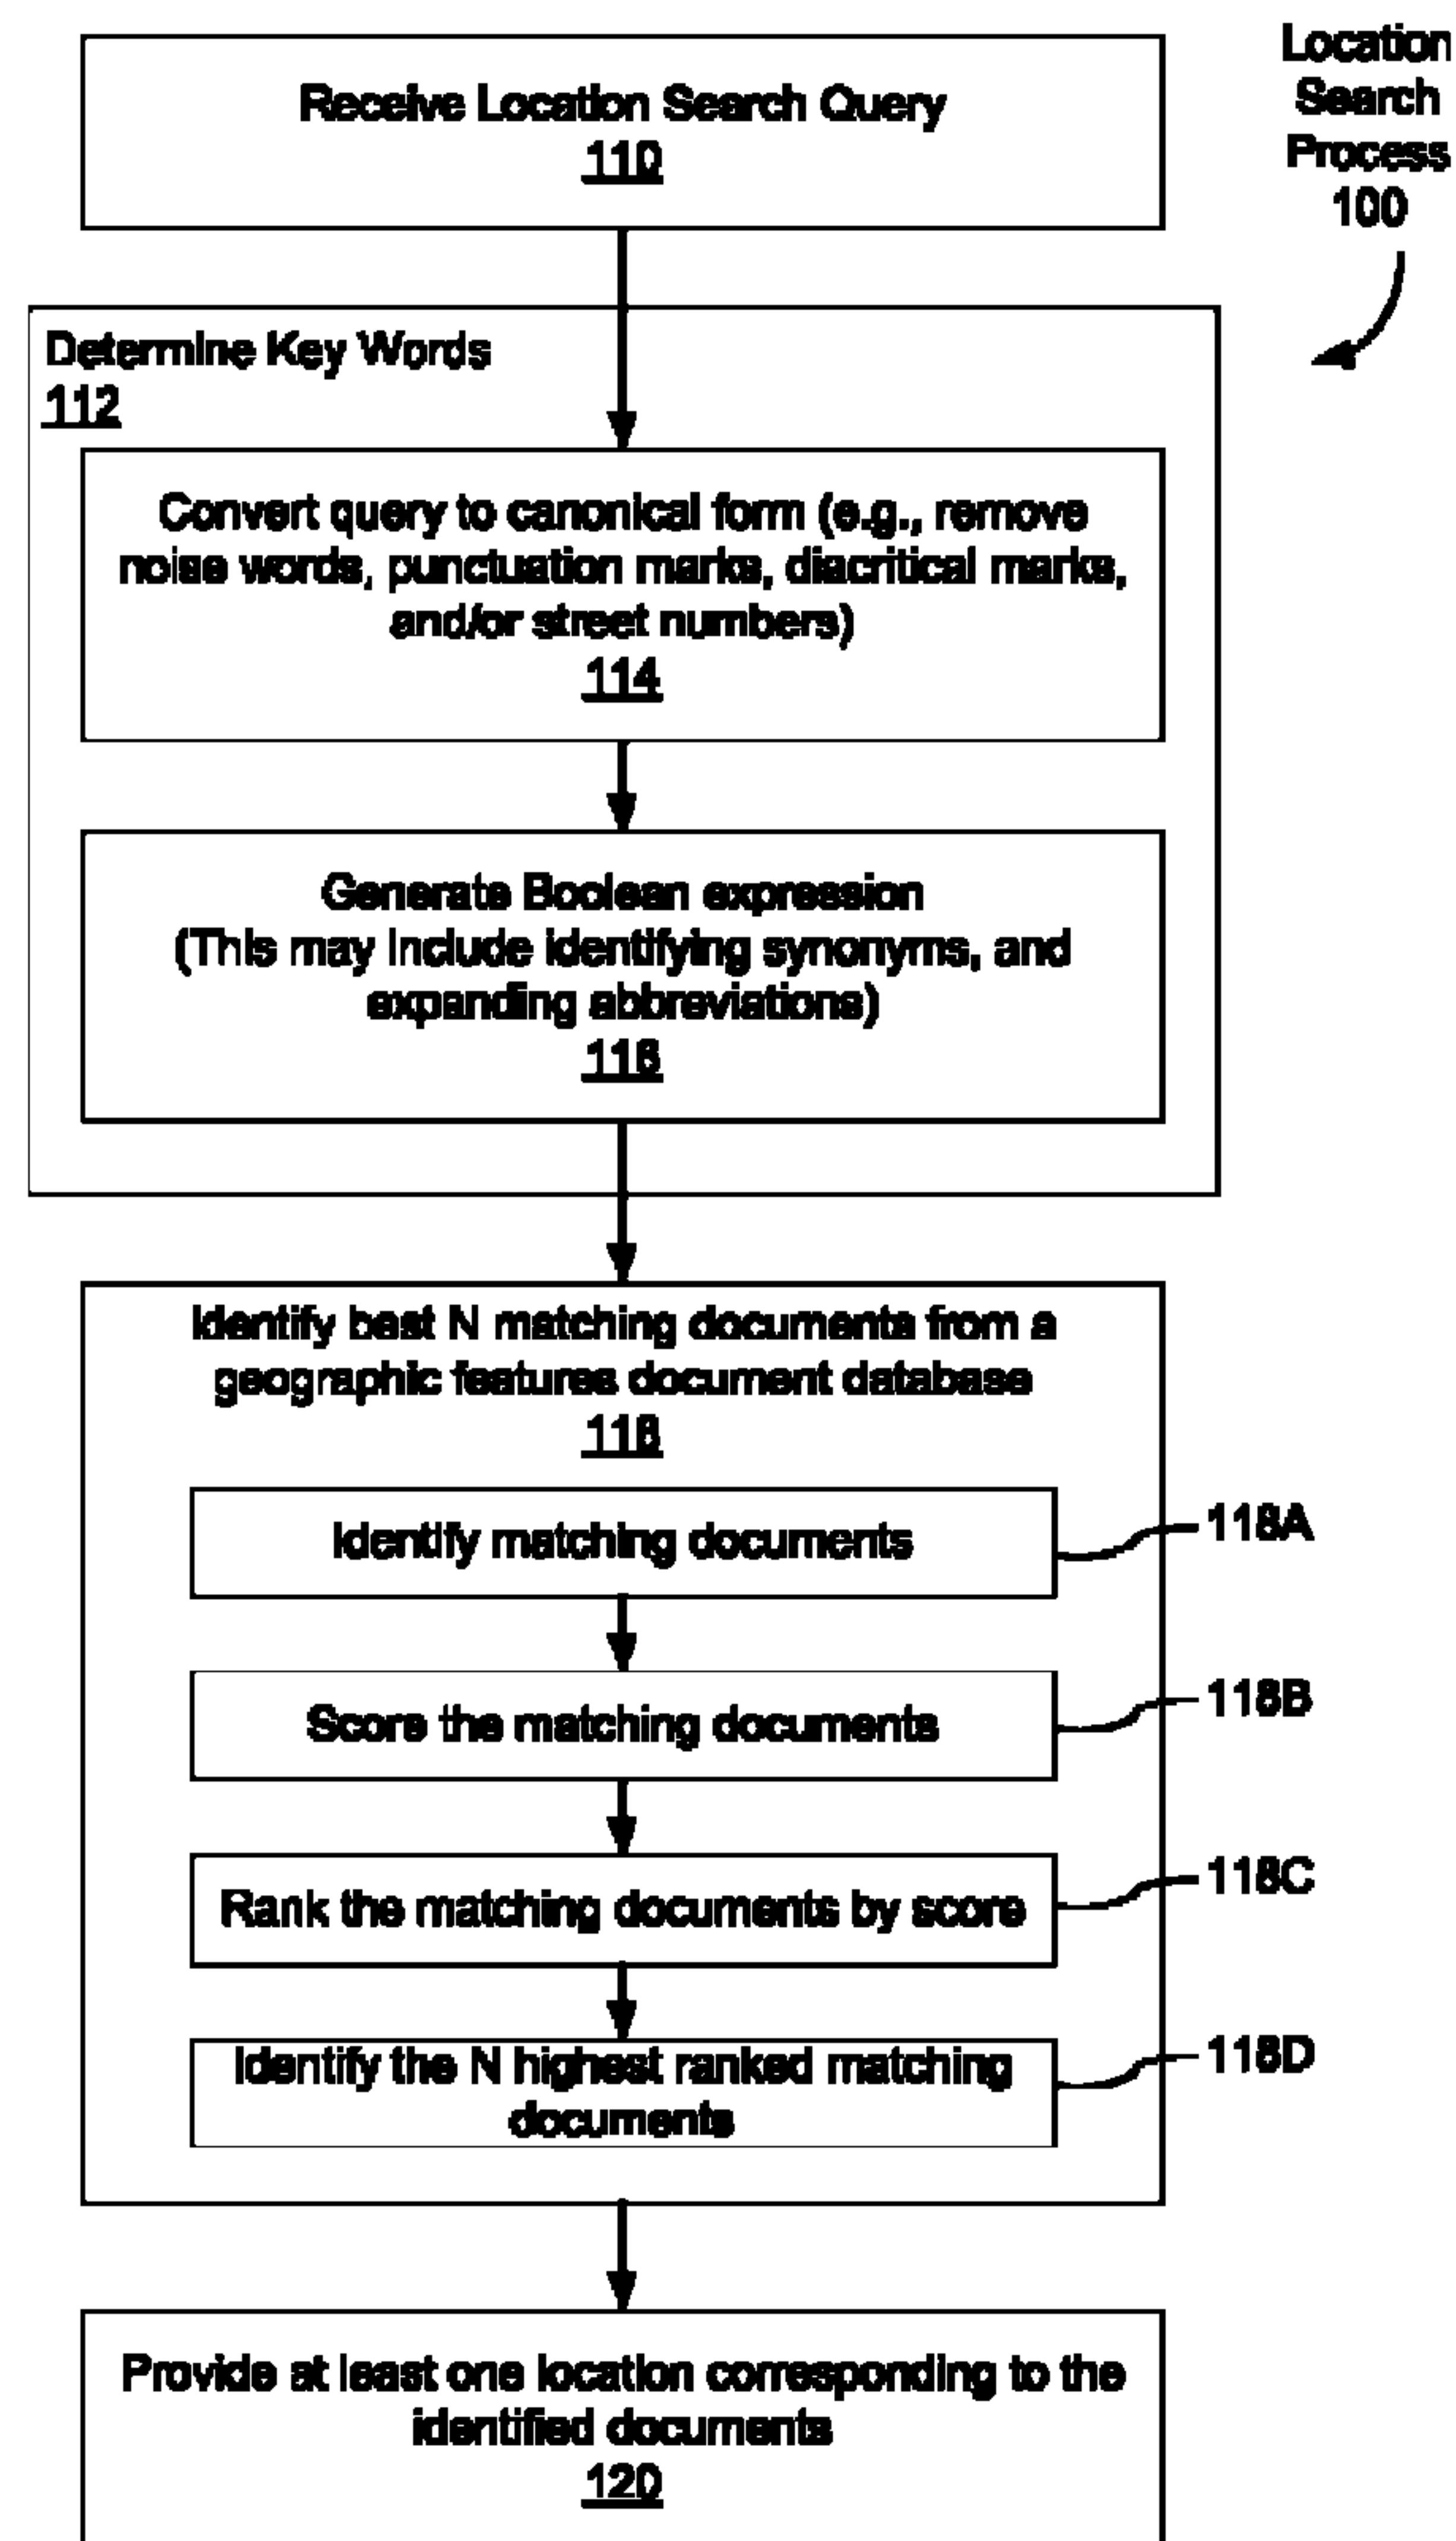 Location
Search
Process
100
Receive Location Search Query
110
Determine Key Words
112
Convert query to canonical form (e.g., remove
noise words, punctuation marks, diacritical marks,
and/or street numbers)
114
Generate Boolean expression
(This may include identifying synonyms, and
expanding abbreviations)
116
Identify best N matching documents from a
geographic features document database
118
Identify matching documents
118A
Score the matching documents
118B
Rank the matching documents by score
118C
Identify the N highest ranked matching
documents
118D
Provide at least one location corresponding to the
identified documents
120